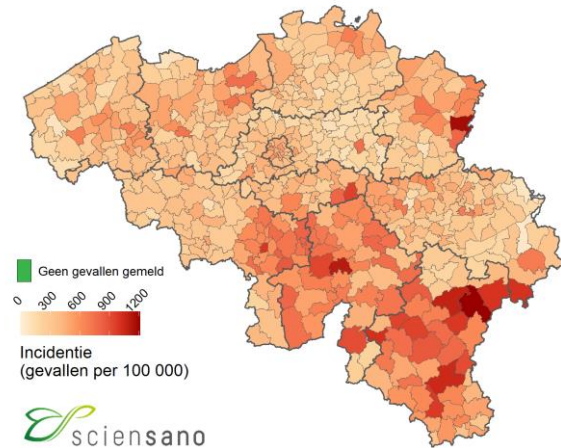 Geen gevallen gemeld
0 300 600 900 1200
Incidentie
(gevallen per 100 000)
sciensano